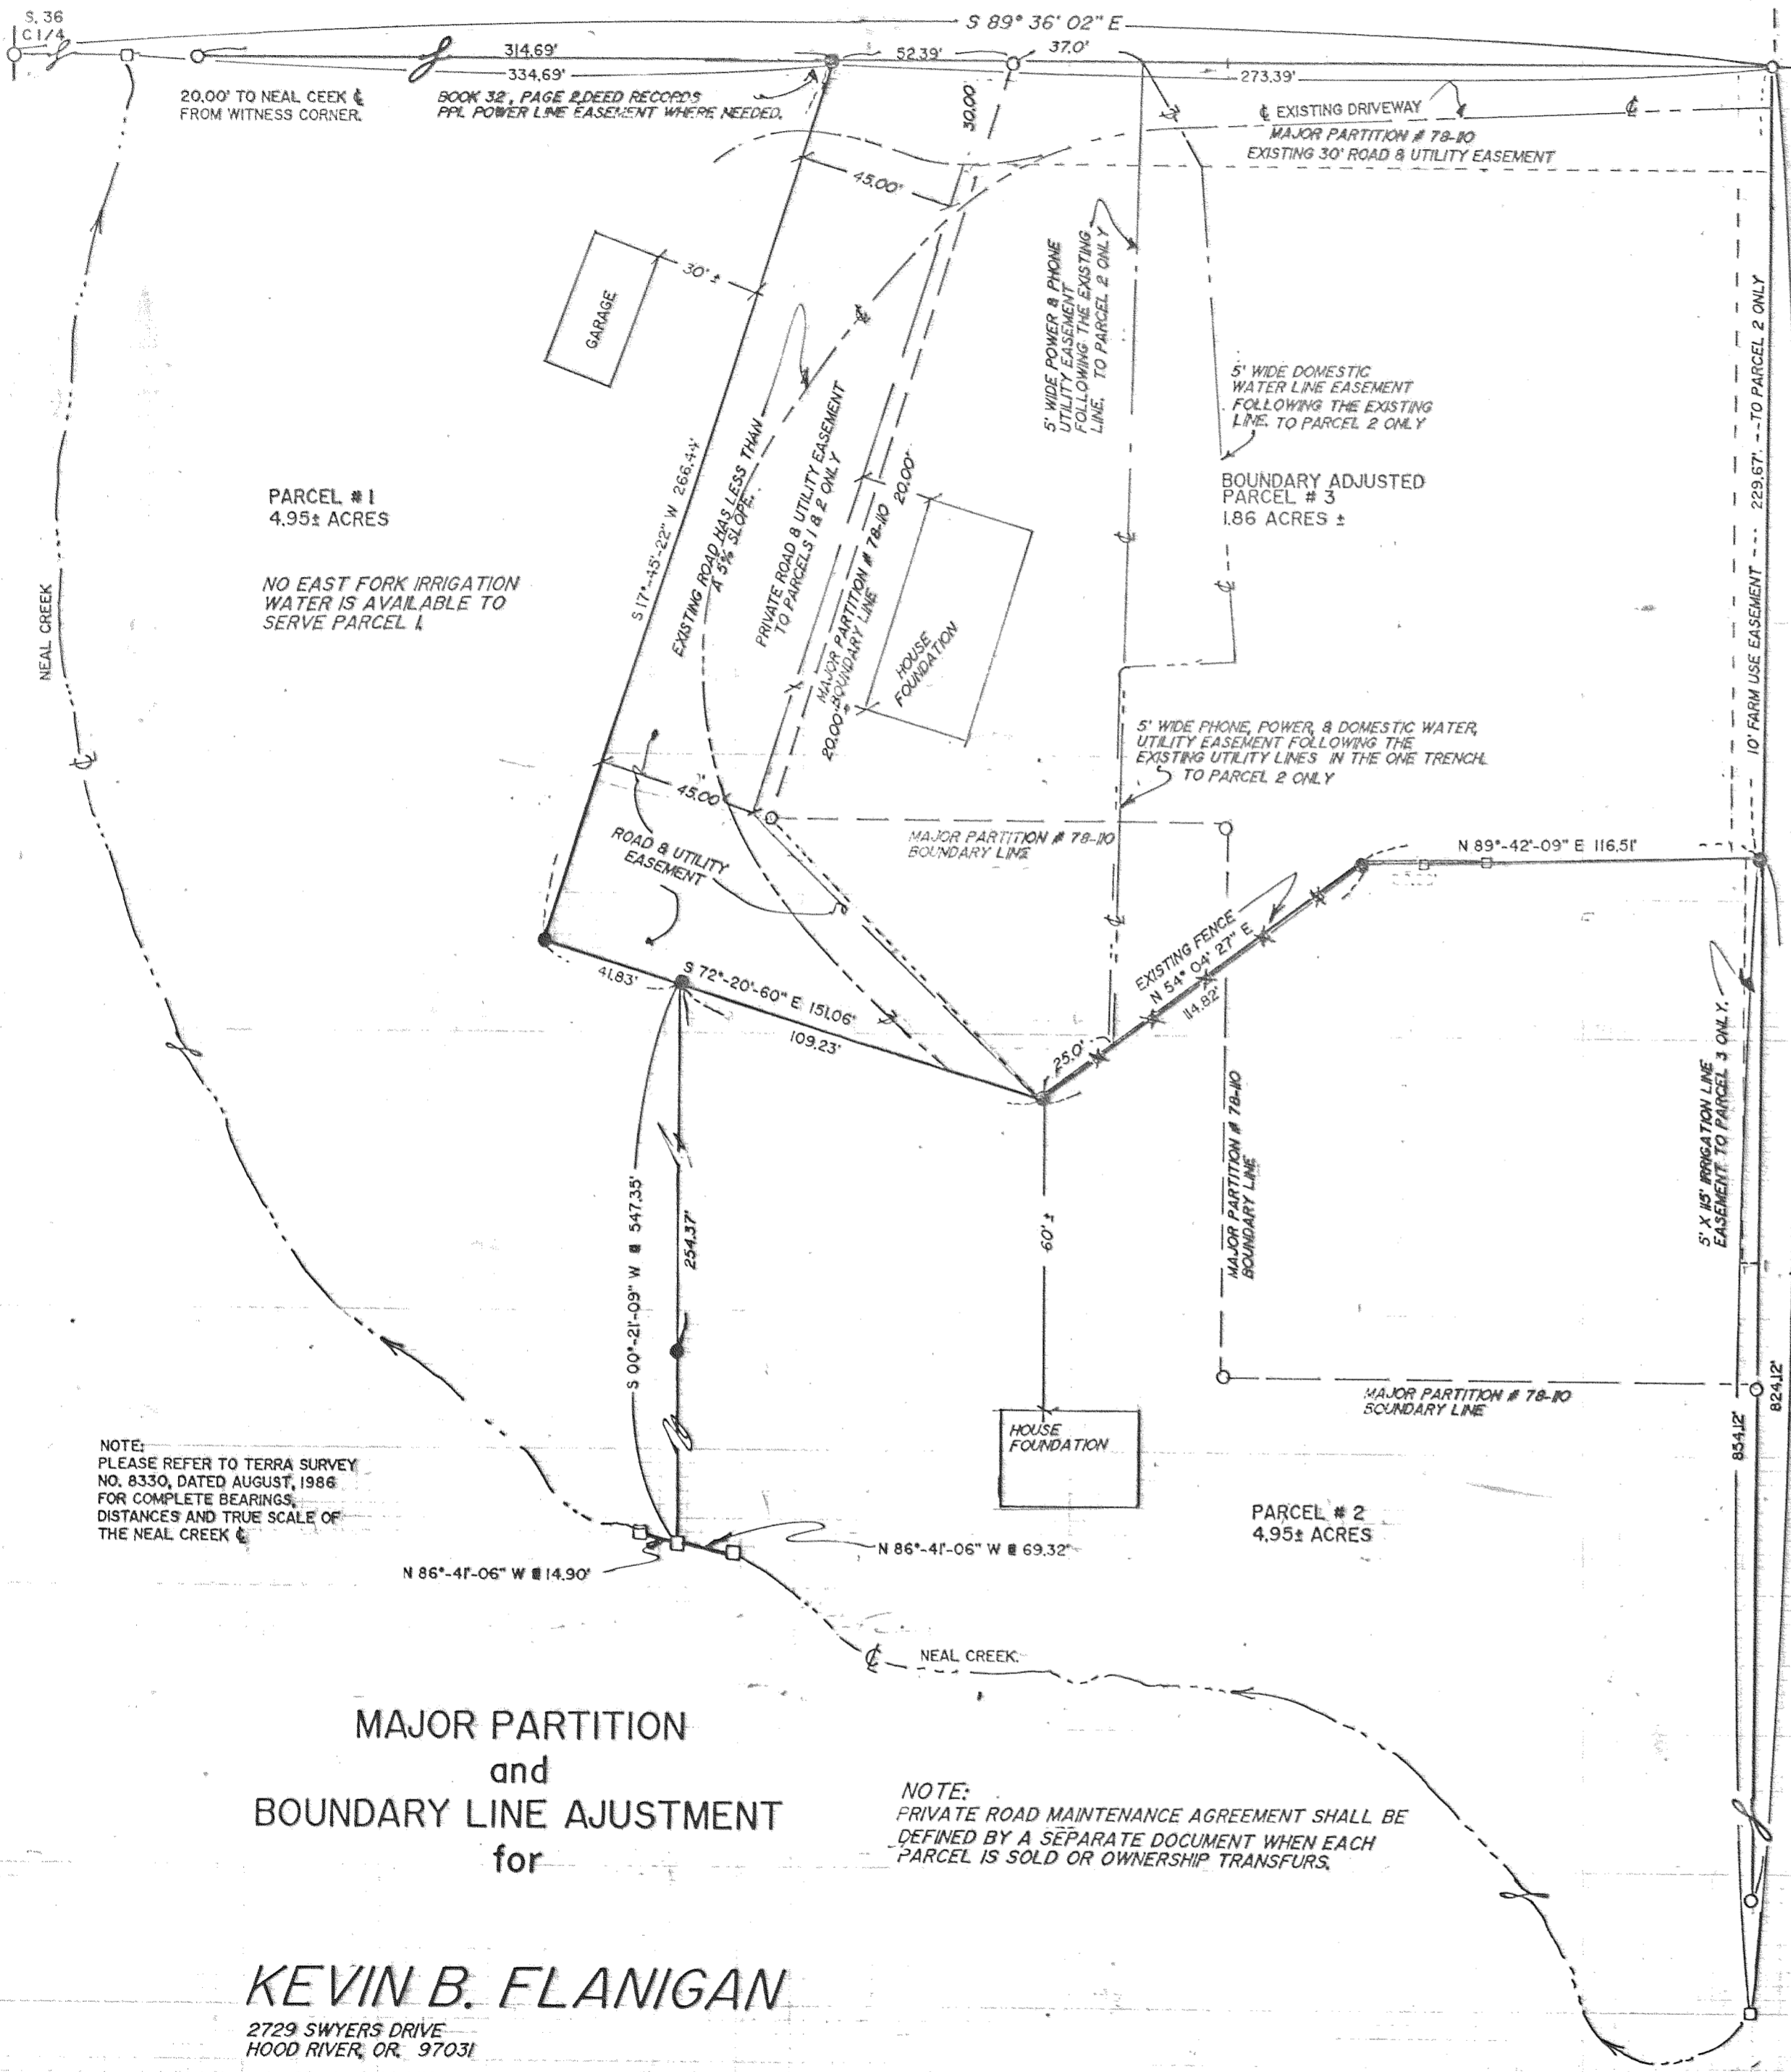 S. 36
C 1/4
S 89° 36' 02" E
314.69'
334.69'
52.39'
37.0'
273.39'
20.00' TO NEAL CEEK ℄
FROM WITNESS CORNER.
BOOK 32, PAGE 2, DEED RECORDS
PPL POWER LINE EASEMENT WHERE NEEDED.
30.00
℄ EXISTING DRIVEWAY
℄
MAJOR PARTITION # 78-110
EXISTING 30' ROAD & UTILITY EASEMENT
45.00'
30' ±
GARAGE
℄
5' WIDE POWER & PHONE
UTILITY EASEMENT
FOLLOWING THE EXISTING
LINE. TO PARCEL 2 ONLY
5' WIDE DOMESTIC
WATER LINE EASEMENT
FOLLOWING THE EXISTING
LINE. TO PARCEL 2 ONLY
BOUNDARY ADJUSTED
PARCEL # 3
1.86 ACRES ±
10' FARM USE EASEMENT --- 229.67' --- TO PARCEL 2 ONLY
PARCEL # 1
4.95± ACRES
NO EAST FORK IRRIGATION
WATER IS AVAILABLE TO
SERVE PARCEL 1.
NEAL CREEK
℄
S 17°-45'-22" W 266.44'
EXISTING ROAD HAS LESS THAN
A 5% SLOPE.
PRIVATE ROAD & UTILITY EASEMENT
TO PARCELS 1 & 2 ONLY
MAJOR PARTITION # 78-110
BOUNDARY LINE
20.00'
20.00' ±
HOUSE
FOUNDATION
℄
℄
5' WIDE PHONE, POWER, & DOMESTIC WATER,
UTILITY EASEMENT FOLLOWING THE
EXISTING UTILITY LINES IN THE ONE TRENCH.
TO PARCEL 2 ONLY
45.00'
ROAD & UTILITY
EASEMENT
MAJOR PARTITION # 78-110
BOUNDARY LINE
N 89°-42'-09" E 116.51'
℄
EXISTING FENCE
N 54° 04' 27" E
114.82'
25.0'
41.83'
S 72°-20'-60" E 151.06'
109.23'
5' X 115' IRRIGATION LINE
EASEMENT TO PARCEL 3 ONLY.
S 00°-21'-09" W @ 547.35'
254.37'
60' ±
MAJOR PARTITION # 78-110
BOUNDARY LINE
MAJOR PARTITION # 78-110
BOUNDARY LINE
854.12'
824.12'
HOUSE
FOUNDATION
NOTE:
PLEASE REFER TO TERRA SURVEY
NO. 8330, DATED AUGUST, 1986
FOR COMPLETE BEARINGS,
DISTANCES AND TRUE SCALE OF
THE NEAL CREEK ℄
N 86°-41'-06" W @ 14.90'
N 86°-41'-06" W @ 69.32'
PARCEL # 2
4.95± ACRES
℄ NEAL CREEK.
MAJOR PARTITION
and
BOUNDARY LINE AJUSTMENT
for
NOTE:
PRIVATE ROAD MAINTENANCE AGREEMENT SHALL BE
DEFINED BY A SEPARATE DOCUMENT WHEN EACH
PARCEL IS SOLD OR OWNERSHIP TRANSFURS.
KEVIN B. FLANIGAN
2729 SWYERS DRIVE
HOOD RIVER, OR. 97031